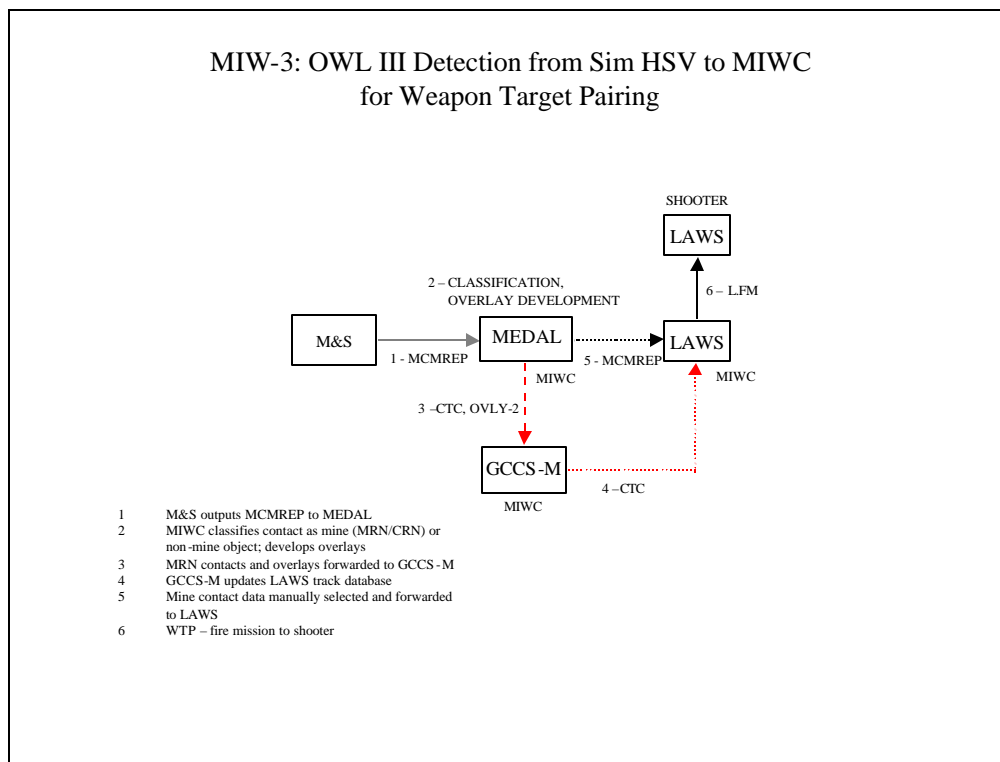 MIW-3: OWL III Detection from Sim HSV to MIWC
for Weapon Target Pairing
SHOOTER
LAWS
2 – CLASSIFICATION,
OVERLAY DEVELOPMENT
6 – LFM
M&S
MEDAL
LAWS
1 - MCMREP
5 - MCMREP
MIWC
MIWC
3 –CTC, OVLY-2
GCCS-M
4 –CTC
MIWC
1 M&S outputs MCMREP to MEDAL
2 MIWC classifies contact as mine (MRN/CRN) or
non-mine object; develops overlays
3 MRN contacts and overlays forwarded to GCCS-M
4 GCCS-M updates LAWS track database
5 Mine contact data manually selected and forwarded
to LAWS
6 WTP – fire mission to shooter